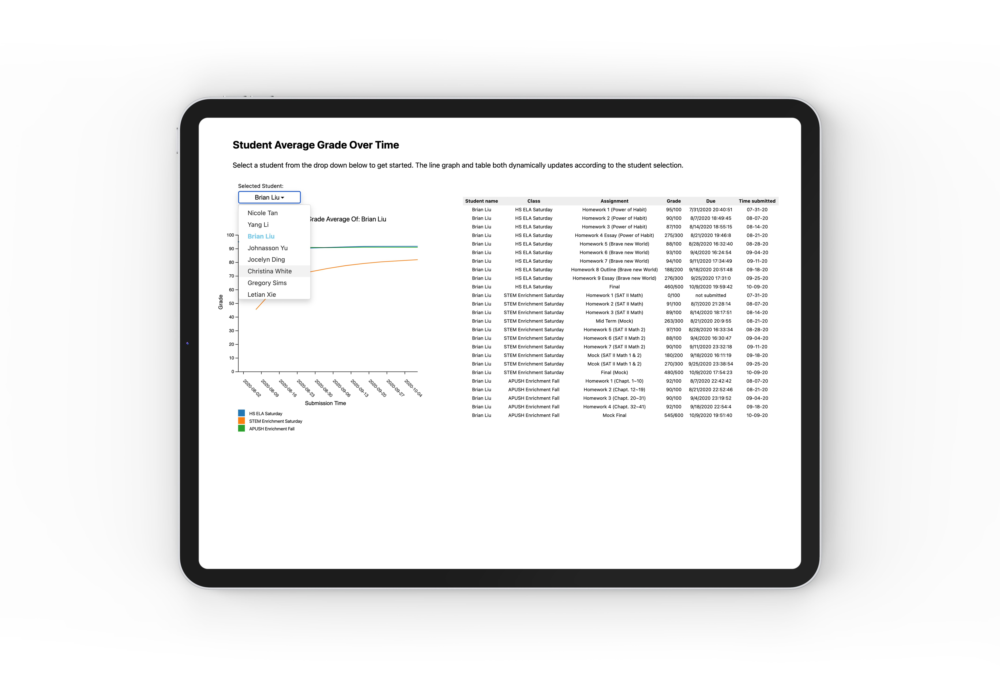 Student Average Grade Over Time
Select a student from the drop down below to get started. The line graph and table both dynamically updates according to the student selection.
Selected Student:
Brian Liu
Nicole Tan
Yang Li
Brian Liu
Johnasson Yu
Jocelyn Ding
Christina White
Gregory Sims
Letian Xie
Grade Average Of: Brian Liu
100
90
80
70
60
50
40
30
20
10
0
Grade
2020-08-02
2020-08-09
2020-08-16
2020-08-23
2020-08-30
2020-09-06
2020-09-13
2020-09-20
2020-09-27
2020-10-04
Submission Time
HS ELA Saturday
STEM Enrichment Saturday
APUSH Enrichment Fall
Student name Class Assignment Grade Due Time submitted
Brian Liu HS ELA Saturday Homework 1 (Power of Habit) 95/100 7/31/2020 20:40:51 07-31-20
Brian Liu HS ELA Saturday Homework 2 (Power of Habit) 90/100 8/7/2020 18:49:45 08-07-20
Brian Liu HS ELA Saturday Homework 3 (Power of Habit) 87/100 8/14/2020 18:55:15 08-14-20
Brian Liu HS ELA Saturday Homework 4 Essay (Power of Habit) 275/300 8/21/2020 19:46:8 08-21-20
Brian Liu HS ELA Saturday Homework 5 (Brave new World) 88/100 8/28/2020 16:32:40 08-28-20
Brian Liu HS ELA Saturday Homework 6 (Brave new World) 93/100 9/4/2020 16:24:54 09-04-20
Brian Liu HS ELA Saturday Homework 7 (Brave new World) 94/100 9/11/2020 17:34:49 09-11-20
Brian Liu HS ELA Saturday Homework 8 Outline (Brave new World) 188/200 9/18/2020 20:51:48 09-18-20
Brian Liu HS ELA Saturday Homework 9 Essay (Brave new World) 276/300 9/25/2020 17:31:0 09-25-20
Brian Liu HS ELA Saturday Final 460/500 10/9/2020 19:59:42 10-09-20
Brian Liu STEM Enrichment Saturday Homework 1 (SAT II Math) 0/100 not submitted 07-31-20
Brian Liu STEM Enrichment Saturday Homework 2 (SAT II Math) 91/100 8/7/2020 21:28:14 08-07-20
Brian Liu STEM Enrichment Saturday Homework 3 (SAT II Math) 89/100 8/14/2020 18:17:51 08-14-20
Brian Liu STEM Enrichment Saturday Mid Term (Mock) 263/300 8/21/2020 20:9:55 08-21-20
Brian Liu STEM Enrichment Saturday Homework 5 (SAT II Math 2) 97/100 8/28/2020 16:33:34 08-28-20
Brian Liu STEM Enrichment Saturday Homework 6 (SAT II Math 2) 88/100 9/4/2020 16:30:47 09-04-20
Brian Liu STEM Enrichment Saturday Homework 7 (SAT II Math 2) 90/100 9/11/2020 23:32:18 09-11-20
Brian Liu STEM Enrichment Saturday Mock (SAT II Math 1 & 2) 180/200 9/18/2020 16:11:19 09-18-20
Brian Liu STEM Enrichment Saturday Mcok (SAT II Math 1 & 2) 270/300 9/25/2020 23:38:54 09-25-20
Brian Liu STEM Enrichment Saturday Final (Mock) 480/500 10/9/2020 17:54:23 10-09-20
Brian Liu APUSH Enrichment Fall Homework 1 (Chapt. 1~10) 92/100 8/7/2020 22:42:42 08-07-20
Brian Liu APUSH Enrichment Fall Homework 2 (Chapt. 12~19) 90/100 8/21/2020 22:52:46 08-21-20
Brian Liu APUSH Enrichment Fall Homework 3 (Chapt. 20~31) 90/100 9/4/2020 23:19:52 09-04-20
Brian Liu APUSH Enrichment Fall Homework 4 (Chapt. 32~41) 92/100 9/18/2020 22:54:4 09-18-20
Brian Liu APUSH Enrichment Fall Mock Final 545/600 10/9/2020 19:51:40 10-09-20